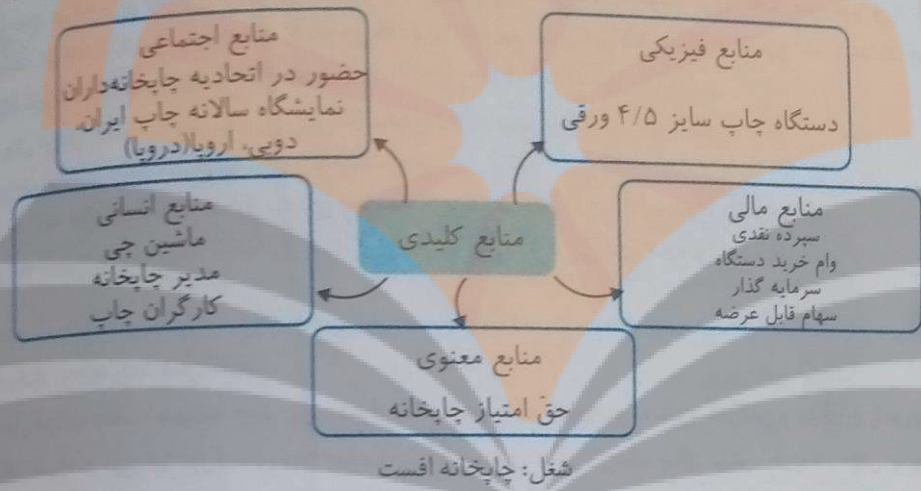 منابع فیزیکی
دستگاه چاپ سایز ۴/۵ ورقی
منابع اجتماعی
حضور در اتحادیه چاپخانه‌داران
نمایشگاه سالانه چاپ ایران،
دوبی، اروپا(دروپا)
منابع کلیدی
منابع مالی
سپرده نقدی
وام خرید دستگاه
سرمایه گذار
سهام قابل عرضه
منابع انسانی
ماشین چی
مدیر چاپخانه
کارگران چاپ
منابع معنوی
حق امتیاز چاپخانه
شغل: چاپخانه افست